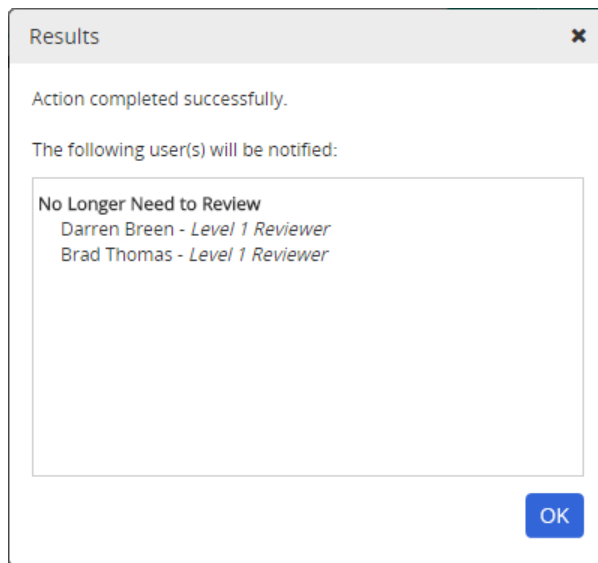 Results
Action completed successfully.
The following user(s) will be notified:
No Longer Need to Review
Darren Breen - Level 1 Reviewer
Brad Thomas - Level 1 Reviewer
OK